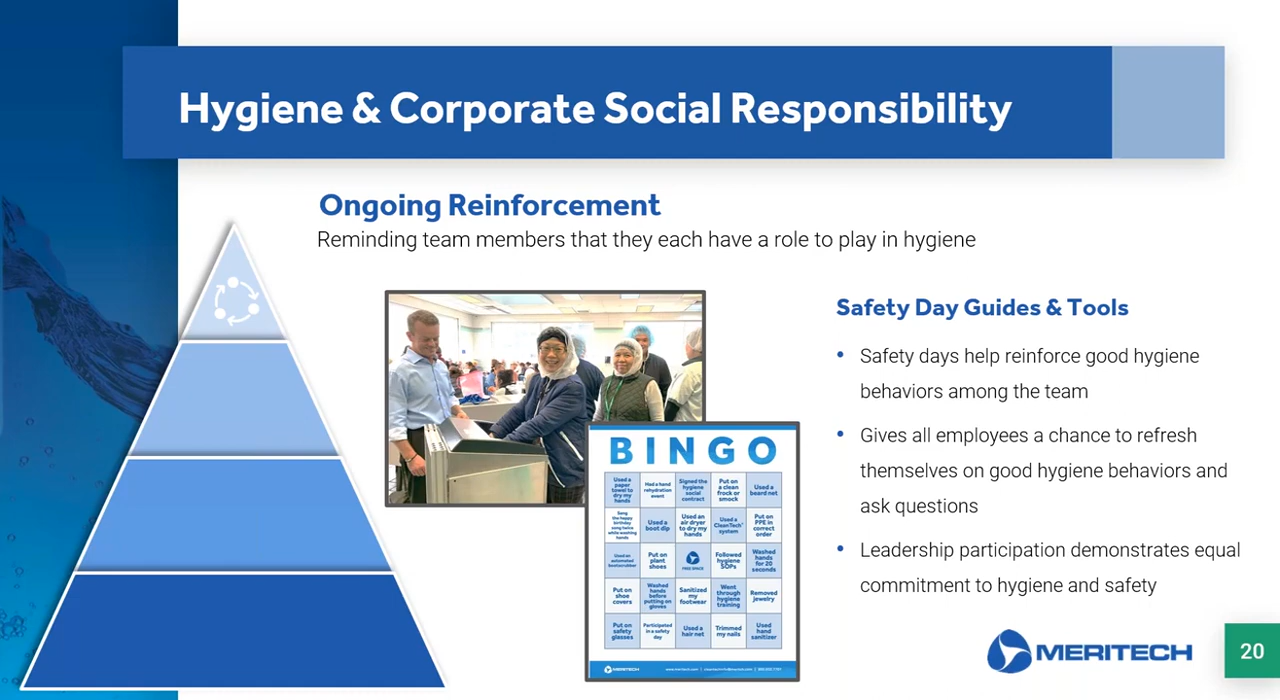 Hygiene & Corporate Social Responsibility
Ongoing Reinforcement
Reminding team members that they each have a role to play in hygiene
Safety Day Guides & Tools
• Safety days help reinforce good hygiene
behaviors among the team
• Gives all employees a chance to refresh
themselves on good hygiene behaviors and
ask questions
• Leadership participation demonstrates equal
commitment to hygiene and safety
BINGO
Used a
paper
towel to
dry my
hands
Had a hand
rehydration
event
Signed the
hygiene
social
contract
Put on
a clean
frock or
smock
Used a
beard net
Song
the happy
birthday
song twice
while washing
hands
Used a
boot dip
Used an
air dryer
to dry my
hands
Used a
CleanTech®
system
Put on
PPE in
correct
order
Used an
automated
bootscrubber
Put on
plant
shoes
FREE SPACE
Followed
hygiene
SOPs
Washed
hands
for 20
seconds
Put on
shoe
covers
Washed
hands
before
putting on
gloves
Sanitized
my
footwear
Went
through
hygiene
training
Removed
jewelry
Put on
safety
glasses
Participated
in a safety
day
Used a
hair net
Trimmed
my nails
Used
hand
sanitizer
MERITECH
www.meritech.com
MERITECH
20